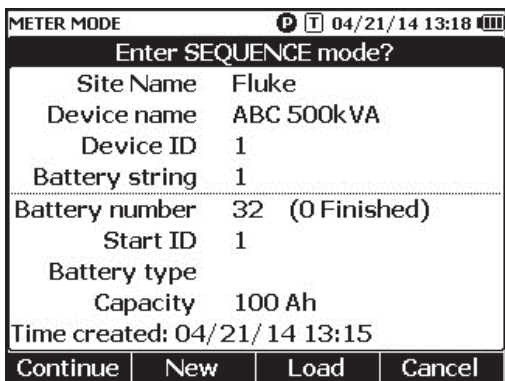 METER MODE P T 04/21/14 13:18
Enter SEQUENCE mode?
Site Name Fluke
Device name ABC 500kVA
Device ID 1
Battery string 1
Battery number 32 (0 Finished)
Start ID 1
Battery type
Capacity 100 Ah
Time created: 04/21/14 13:15
Continue New Load Cancel